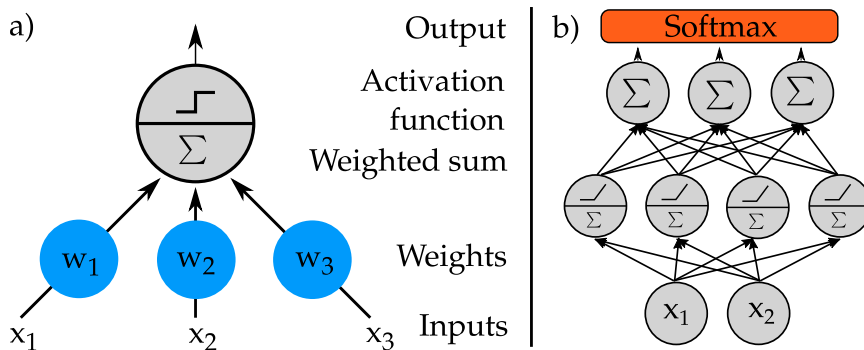 a)
Output
Activation
function
Σ
Weighted sum
w₁ w₂ w₃
Weights
x₁ x₂ x₃
Inputs
b)
Softmax
Σ Σ Σ
Σ Σ Σ Σ
x₁ x₂